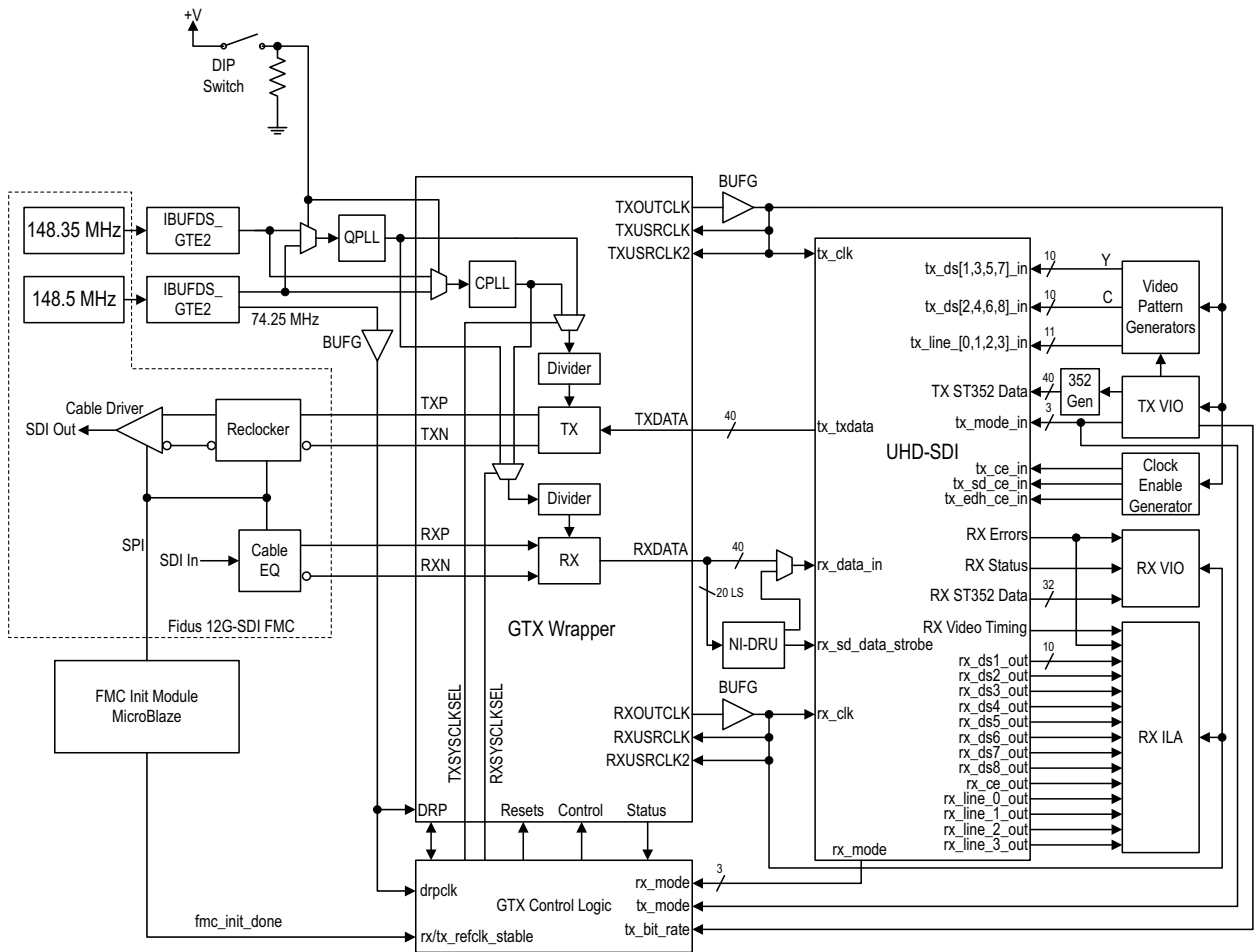 +V
DIP
Switch
148.35 MHz
IBUFDS_
GTE2
QPLL
148.5 MHz
IBUFDS_
GTE2
74.25 MHz
CPLL
BUFG
Divider
Cable Driver
SDI Out
Reclocker
TXP
TXN
TX
SPI
SDI In
Cable
EQ
Divider
RXP
RXN
RX
Fidus 12G-SDI FMC
FMC Init Module
MicroBlaze
fmc_init_done
GTX Wrapper
TXSYSCLKSEL
RXSYSCLKSEL
TXOUTCLK
TXUSRCLK
TXUSRCLK2
BUFG
TXDATA
40
RXDATA
40
20 LS
NI-DRU
BUFG
RXOUTCLK
RXUSRCLK
RXUSRCLK2
DRP
Resets
Control
Status
drpclk
GTX Control Logic
rx/tx_refclk_stable
rx_mode
3
tx_mode
tx_bit_rate
UHD-SDI
tx_clk
tx_txdata
rx_data_in
rx_sd_data_strobe
rx_clk
rx_mode
tx_ds[1,3,5,7]_in
10
Y
tx_ds[2,4,6,8]_in
10
C
tx_line_[0,1,2,3]_in
11
Video
Pattern
Generators
TX ST352 Data
40
352
Gen
TX VIO
tx_mode_in
3
tx_ce_in
tx_sd_ce_in
tx_edh_ce_in
Clock
Enable
Generator
RX Errors
RX Status
RX ST352 Data
32
RX VIO
RX Video Timing
rx_ds1_out
10
rx_ds2_out
rx_ds3_out
rx_ds4_out
rx_ds5_out
rx_ds6_out
rx_ds7_out
rx_ds8_out
rx_ce_out
rx_line_0_out
rx_line_1_out
rx_line_2_out
rx_line_3_out
RX ILA